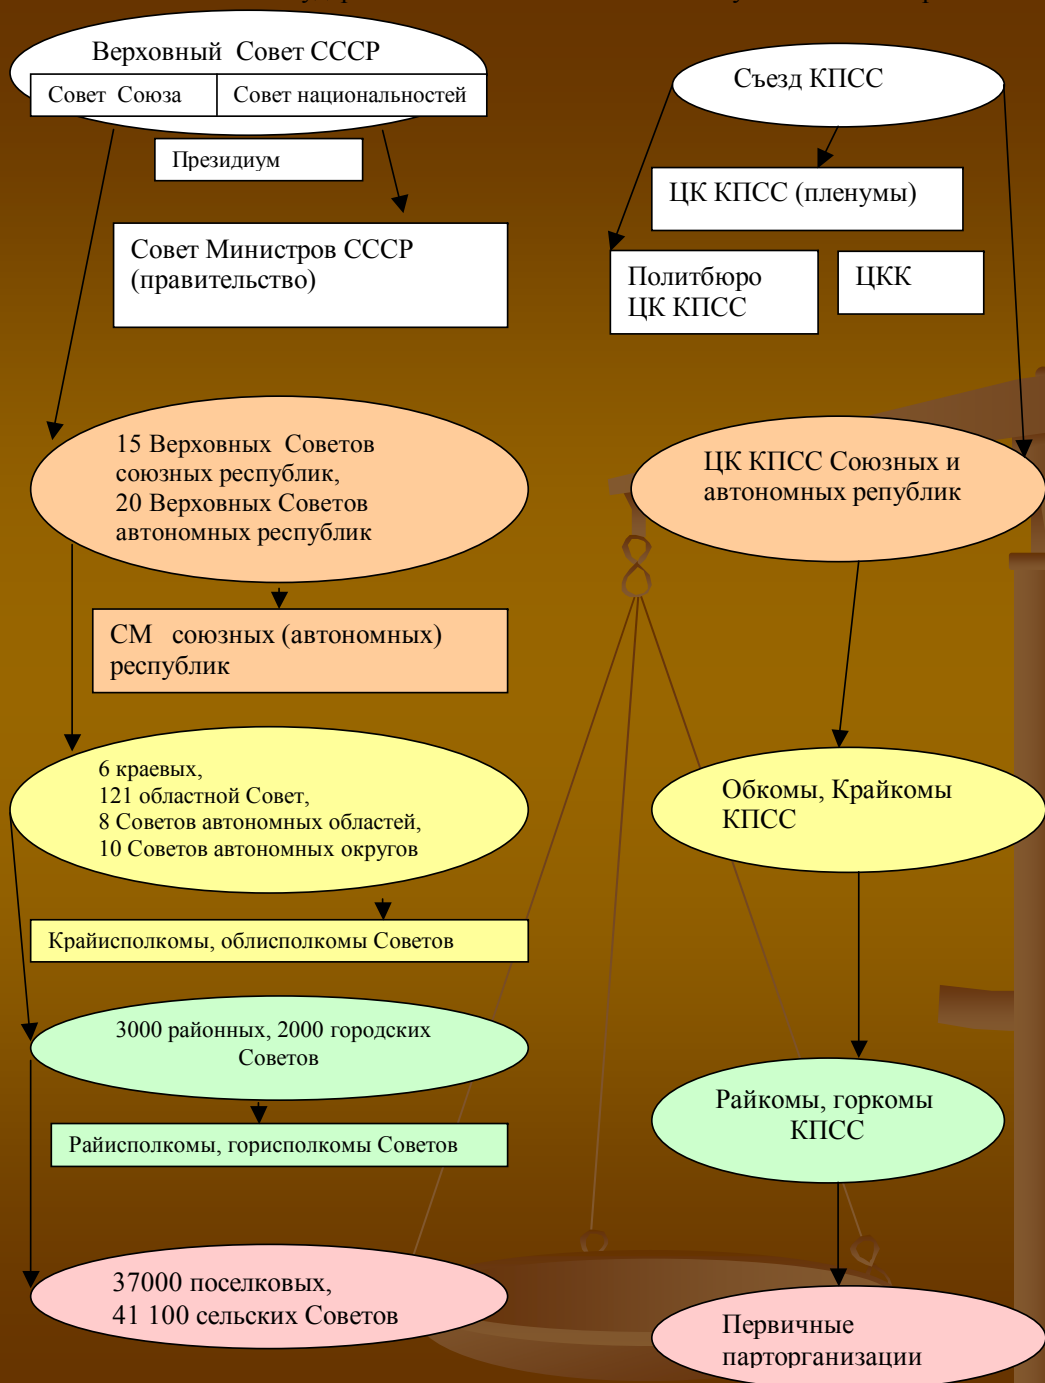 Верховный Совет СССР
Совет Союза
Совет национальностей
Президиум
Совет Министров СССР
(правительство)
15 Верховных Советов
союзных республик,
20 Верховных Советов
автономных республик
СМ союзных (автономных)
республик
6 краевых,
121 областной Совет,
8 Советов автономных областей,
10 Советов автономных округов
Крайисполкомы, облисполкомы Советов
3000 районных, 2000 городских
Советов
Райисполкомы, горисполкомы Советов
37000 поселковых,
41 100 сельских Советов
Съезд КПСС
ЦК КПСС (пленумы)
Политбюро
ЦК КПСС
ЦКК
ЦК КПСС Союзных и
автономных републик
Обкомы, Крайкомы
КПСС
Райкомы, горкомы
КПСС
Первичные
парторганизации